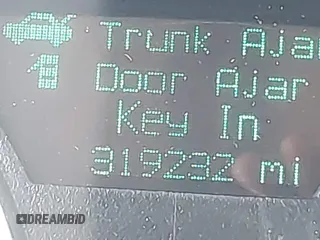 Trunk Ajar
Door Ajar
Key In
319232 mi
DREAMBID